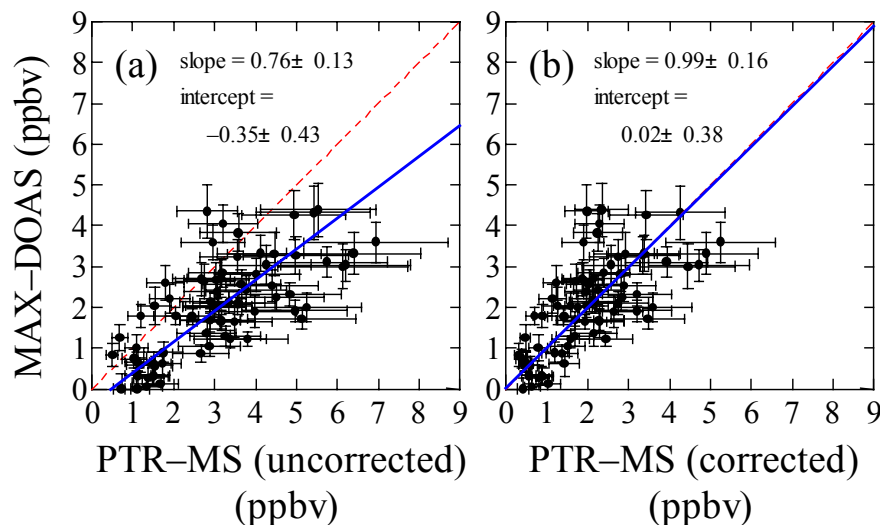 MAX–DOAS (ppbv)
9
8
7
6
5
4
3
2
1
0
(a)
slope = 0.76± 0.13
intercept =
−0.35± 0.43
0 1 2 3 4 5 6 7 8 9
PTR–MS (uncorrected)
(ppbv)
9
8
7
6
5
4
3
2
1
0
(b)
slope = 0.99± 0.16
intercept
0.02± 0.38
0 1 2 3 4 5 6 7 8 9
PTR–MS (corrected)
(ppbv)